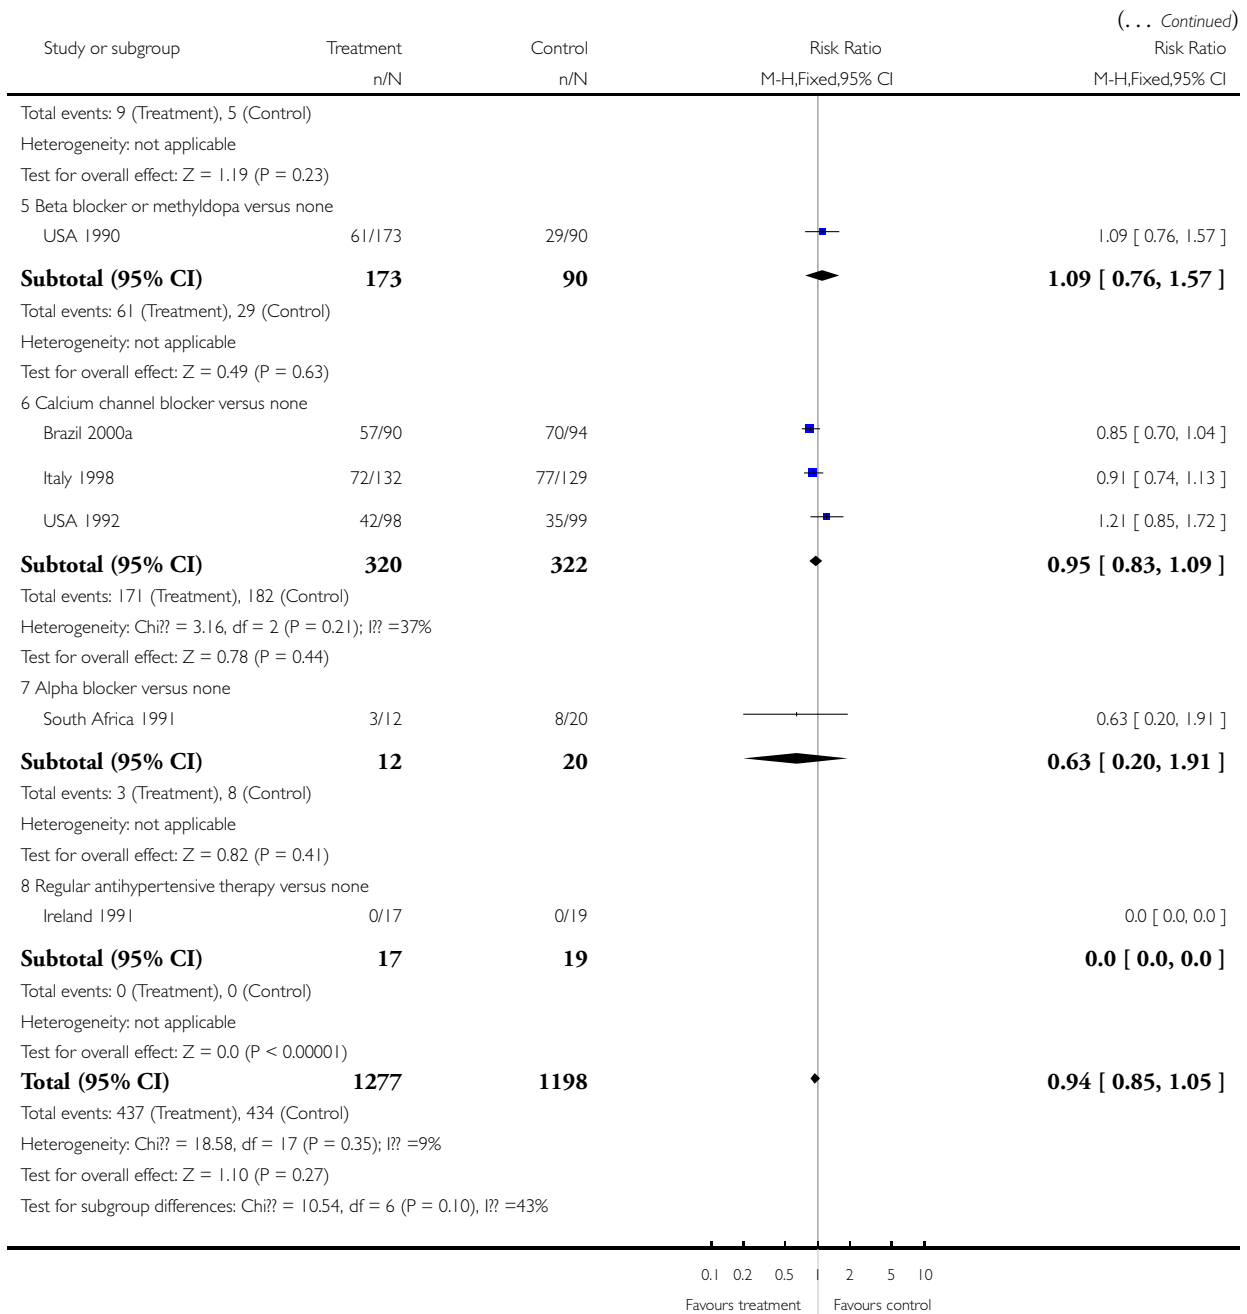 (... Continued)
Study or subgroup Treatment Control Risk Ratio Risk Ratio
n/N n/N M-H,Fixed,95% CI M-H,Fixed,95% CI
Total events: 9 (Treatment), 5 (Control)
Heterogeneity: not applicable
Test for overall effect: Z = 1.19 (P = 0.23)
5 Beta blocker or methyldopa versus none
USA 1990 61/173 29/90 1.09 [ 0.76, 1.57 ]
Subtotal (95% CI) 173 90 1.09 [ 0.76, 1.57 ]
Total events: 61 (Treatment), 29 (Control)
Heterogeneity: not applicable
Test for overall effect: Z = 0.49 (P = 0.63)
6 Calcium channel blocker versus none
Brazil 2000a 57/90 70/94 0.85 [ 0.70, 1.04 ]
Italy 1998 72/132 77/129 0.91 [ 0.74, 1.13 ]
USA 1992 42/98 35/99 1.21 [ 0.85, 1.72 ]
Subtotal (95% CI) 320 322 0.95 [ 0.83, 1.09 ]
Total events: 171 (Treatment), 182 (Control)
Heterogeneity: Chi?? = 3.16, df = 2 (P = 0.21); I?? =37%
Test for overall effect: Z = 0.78 (P = 0.44)
7 Alpha blocker versus none
South Africa 1991 3/12 8/20 0.63 [ 0.20, 1.91 ]
Subtotal (95% CI) 12 20 0.63 [ 0.20, 1.91 ]
Total events: 3 (Treatment), 8 (Control)
Heterogeneity: not applicable
Test for overall effect: Z = 0.82 (P = 0.41)
8 Regular antihypertensive therapy versus none
Ireland 1991 0/17 0/19 0.0 [ 0.0, 0.0 ]
Subtotal (95% CI) 17 19 0.0 [ 0.0, 0.0 ]
Total events: 0 (Treatment), 0 (Control)
Heterogeneity: not applicable
Test for overall effect: Z = 0.0 (P < 0.00001)
Total (95% CI) 1277 1198 0.94 [ 0.85, 1.05 ]
Total events: 437 (Treatment), 434 (Control)
Heterogeneity: Chi?? = 18.58, df = 17 (P = 0.35); I?? =9%
Test for overall effect: Z = 1.10 (P = 0.27)
Test for subgroup differences: Chi?? = 10.54, df = 6 (P = 0.10), I?? =43%
0.1 0.2 0.5 1 2 5 10
Favours treatment Favours control